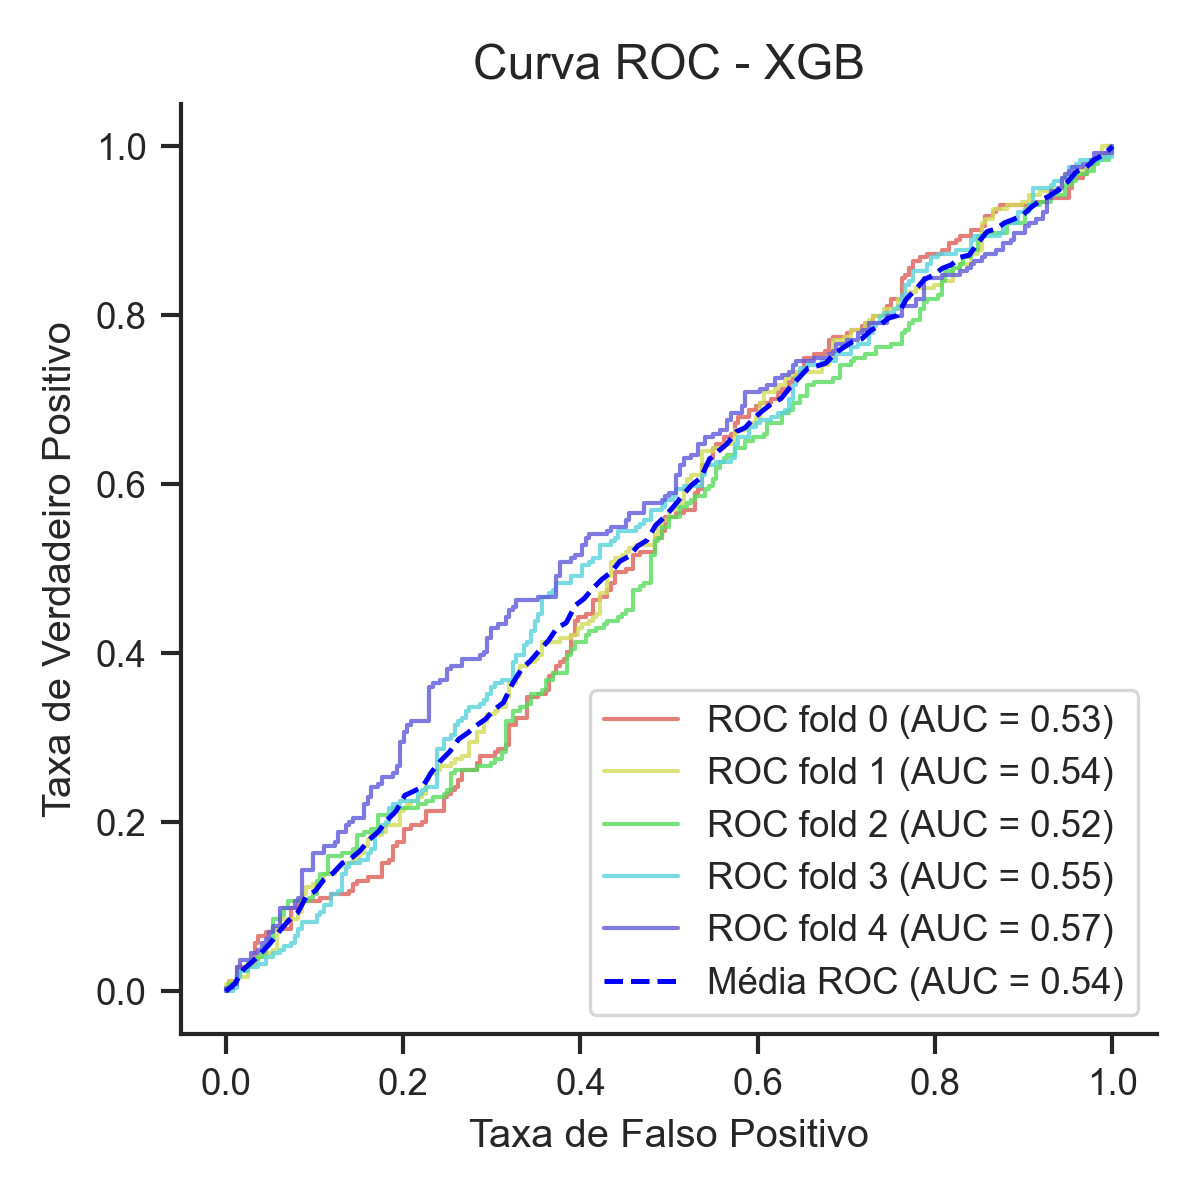 Curva ROC - XGB
Taxa de Verdadeiro Positivo
1.0
0.8
0.6
0.4
0.2
0.0
ROC fold 0 (AUC = 0.53)
ROC fold 1 (AUC = 0.54)
ROC fold 2 (AUC = 0.52)
ROC fold 3 (AUC = 0.55)
ROC fold 4 (AUC = 0.57)
Média ROC (AUC = 0.54)
0.0 0.2 0.4 0.6 0.8 1.0
Taxa de Falso Positivo